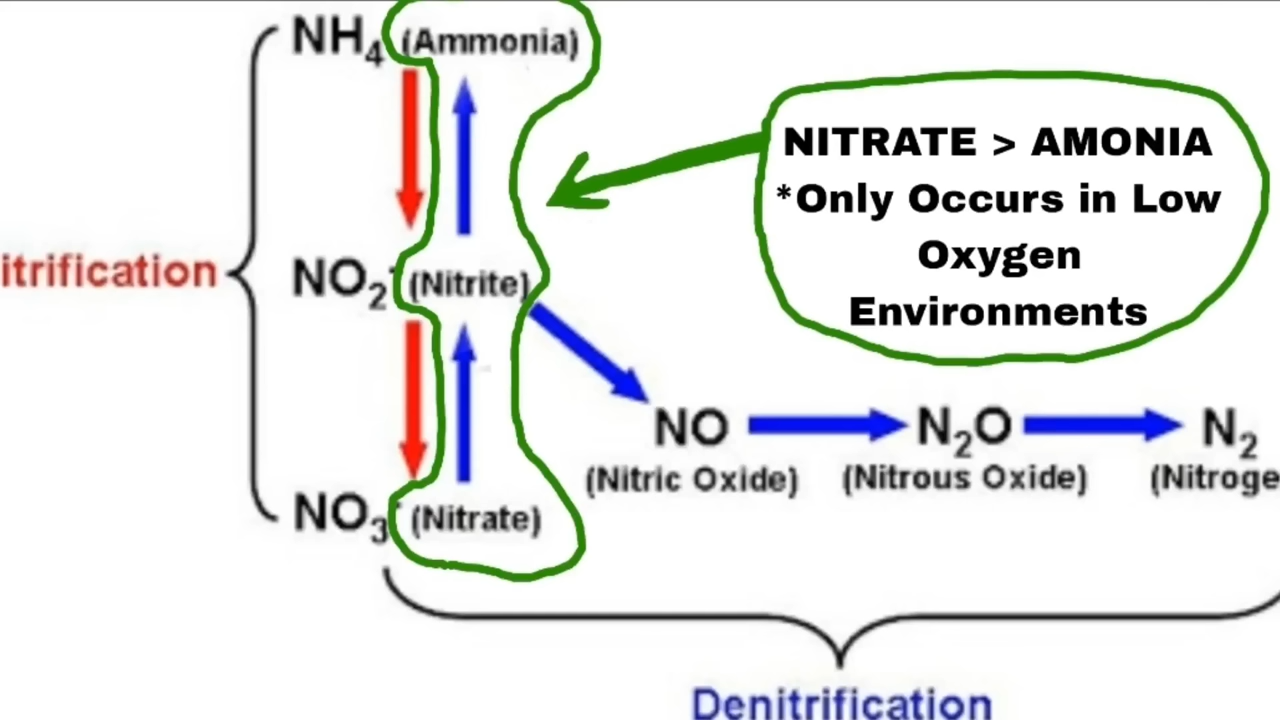 NH4 (Ammonia)
NITRATE > AMONIA
*Only Occurs in Low
Oxygen
Environments
itrification
NO2- (Nitrite)
NO
N2O
N2
(Nitric Oxide)
(Nitrous Oxide)
(Nitroge
NO3- (Nitrate)
Denitrification